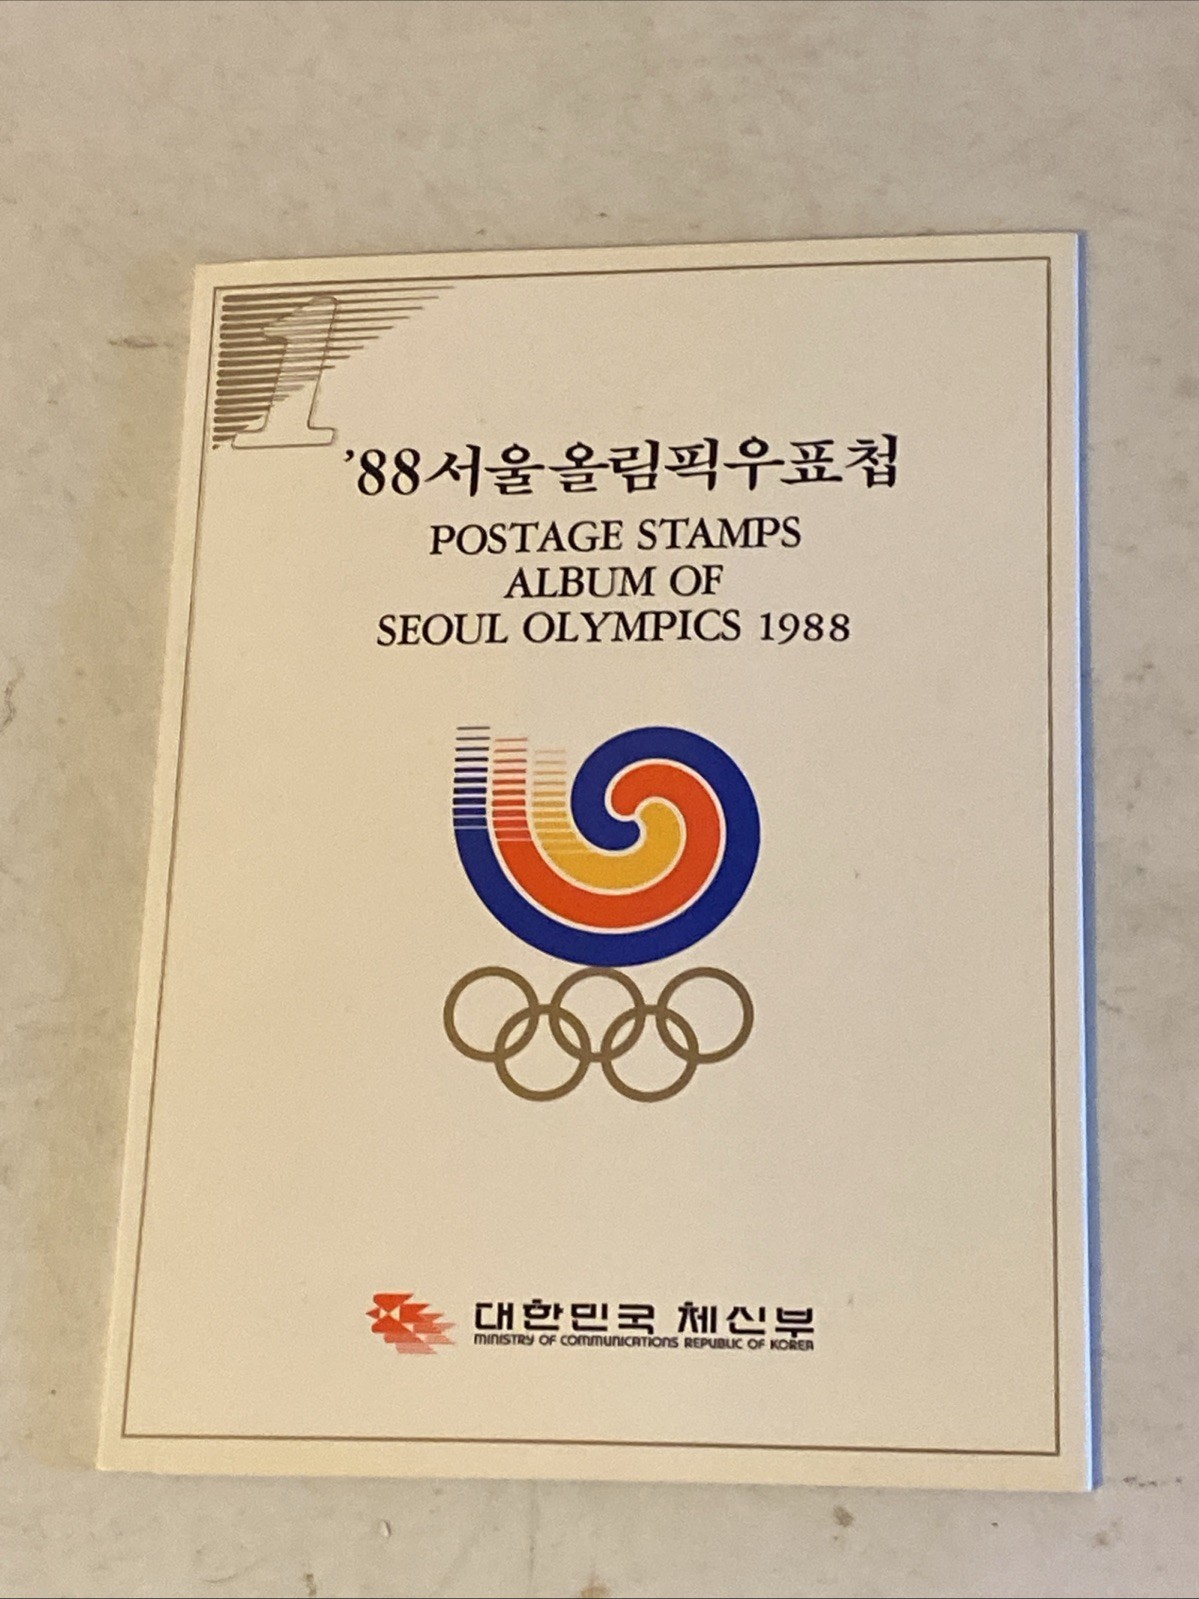 1
’88서울올림픽우표첩
POSTAGE STAMPS
ALBUM OF
SEOUL OLYMPICS 1988
대한민국 체신부
MINISTRY OF COMMUNICATIONS REPUBLIC OF KOREA